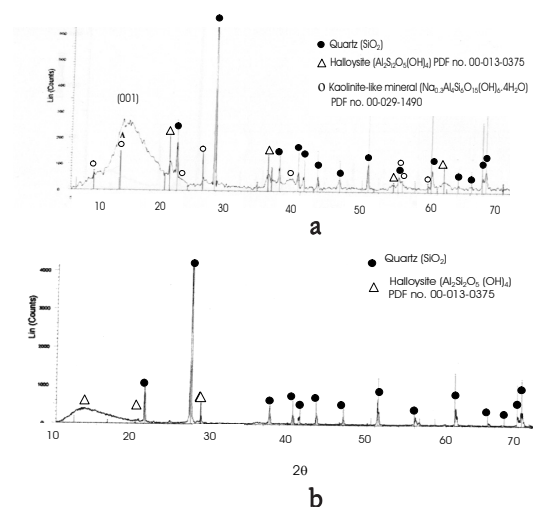 Quartz (SiO2)
Halloysite (Al2S2O5(OH)4) PDF no. 00-013-0375
Kaolinite-like mineral (Na0.3Al4Si6O15(OH)6.4H2O)
PDF no. 00-029-1490
(001)
Lin (Counts)
10 20 30 40 50 60 70
a
Quartz (SiO2)
Halloysite (Al2Si2O5 (OH)4)
PDF no. 00-013-0375
4000
3000
2000
1000
0
Lin (Counts)
10 20 30 40 50 60 70
2θ
b